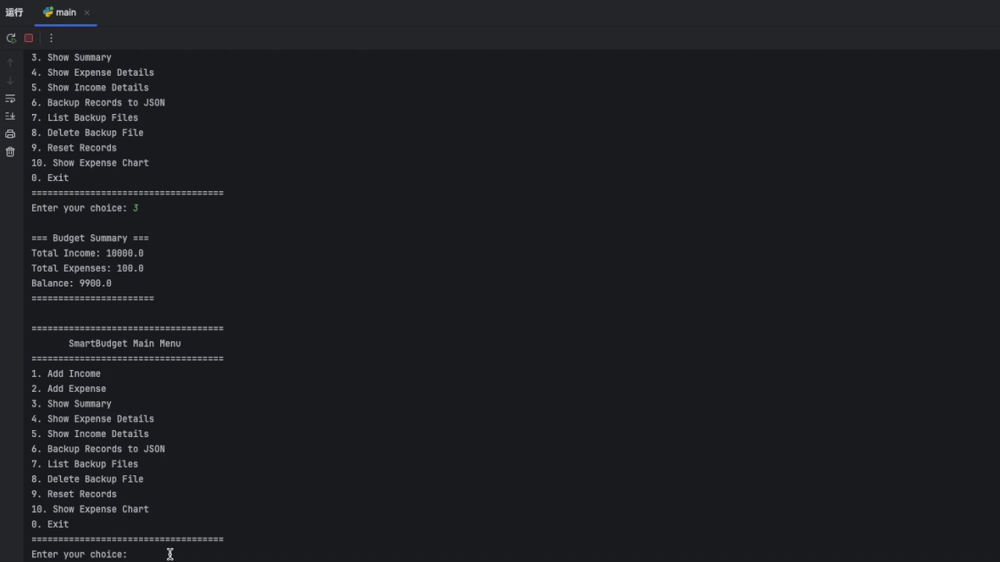 运行 main
3. Show Summary
4. Show Expense Details
5. Show Income Details
6. Backup Records to JSON
7. List Backup Files
8. Delete Backup File
9. Reset Records
10. Show Expense Chart
0. Exit
====================================
Enter your choice: 3
=== Budget Summary ===
Total Income: 10000.0
Total Expenses: 100.0
Balance: 9900.0
=======================
====================================
SmartBudget Main Menu
====================================
1. Add Income
2. Add Expense
3. Show Summary
4. Show Expense Details
5. Show Income Details
6. Backup Records to JSON
7. List Backup Files
8. Delete Backup File
9. Reset Records
10. Show Expense Chart
0. Exit
====================================
Enter your choice: